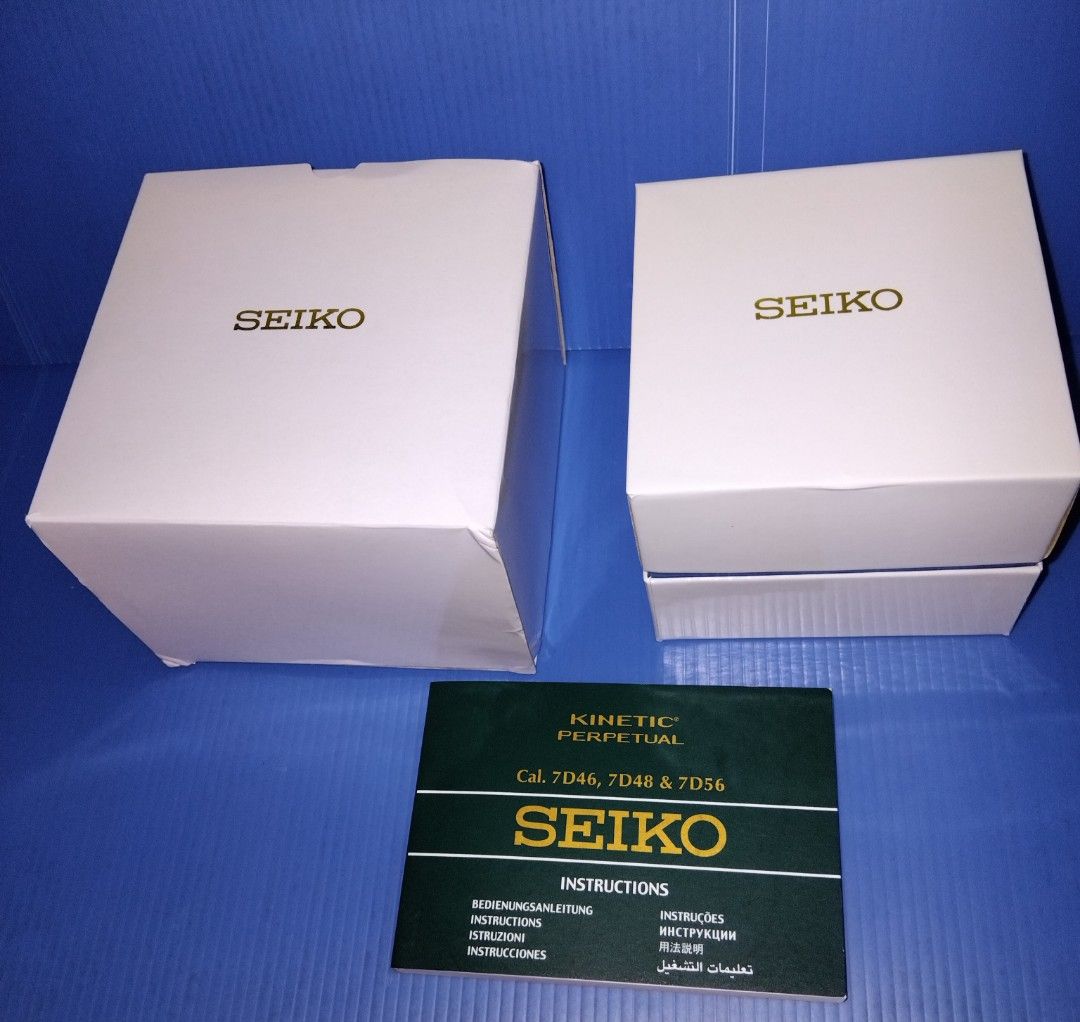 SEIKO
SEIKO
KINETIC®
PERPETUAL
Cal. 7D46, 7D48 & 7D56
SEIKO
INSTRUCTIONS
BEDIENUNGSANLEITUNG
INSTRUCTIONS
ISTRUZIONI
INSTRUCCIONES
INSTRUÇÕES
ИНСТРУКЦИИ
用法説明
تعليمات التشغيل